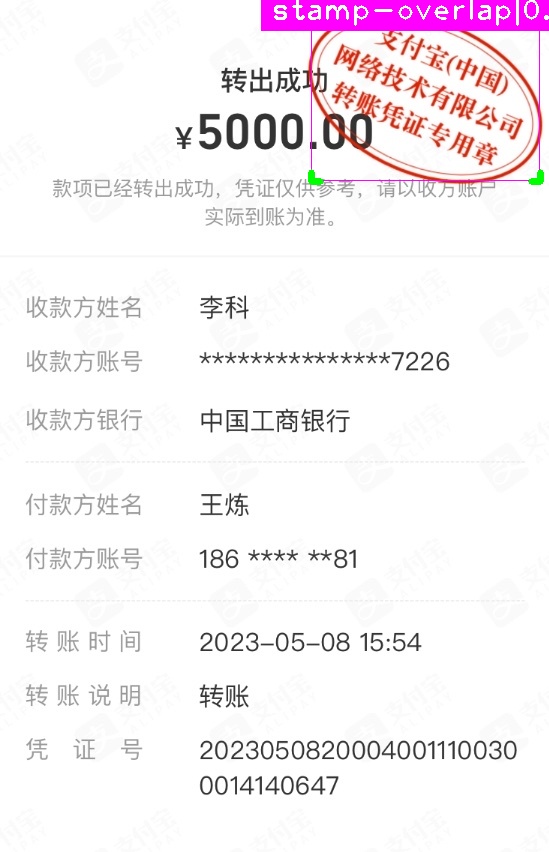 stamp-overlap|0.
支付宝(中国)
网络技术有限公司
转账凭证专用章
转出成功
¥5000.00
款项已经转出成功，凭证仅供参考，请以收方账户
实际到账为准。
收款方姓名 李科
收款方账号 ***************7226
收款方银行 中国工商银行
付款方姓名 王炼
付款方账号 186 **** **81
转账时间 2023-05-08 15:54
转账说明 转账
凭证号 2023050820004001110030
0014140647